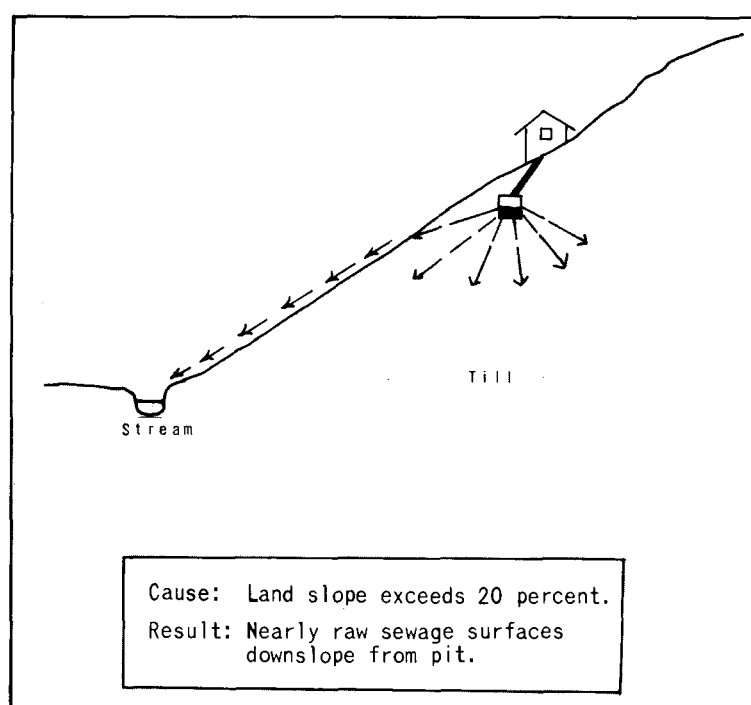 Till
Stream
Cause: Land slope exceeds 20 percent.
Result: Nearly raw sewage surfaces
downslope from pit.